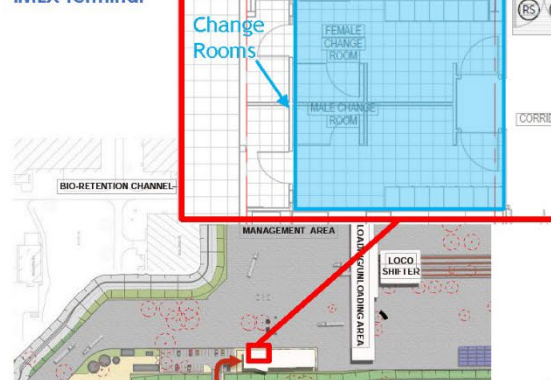 IMEX Terminal
Change
Rooms
FEMALE
CHANGE
ROOM
MALE CHANGE
ROOM
RS
BIO-RETENTION CHANNEL
MANAGEMENT AREA
LOADING/UNLOADING AREA
LOCO
SHIFTER